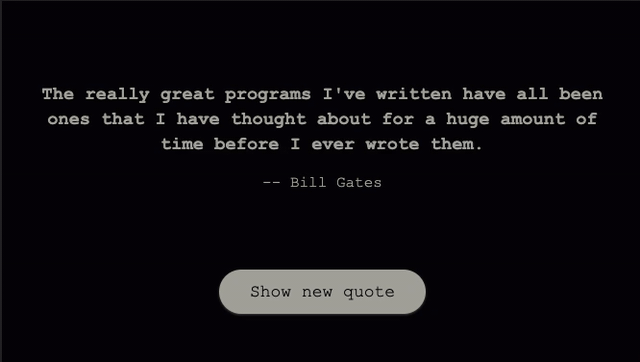 The really great programs I've written have all been
ones that I have thought about for a huge amount of
time before I ever wrote them.
-- Bill Gates
Show new quote